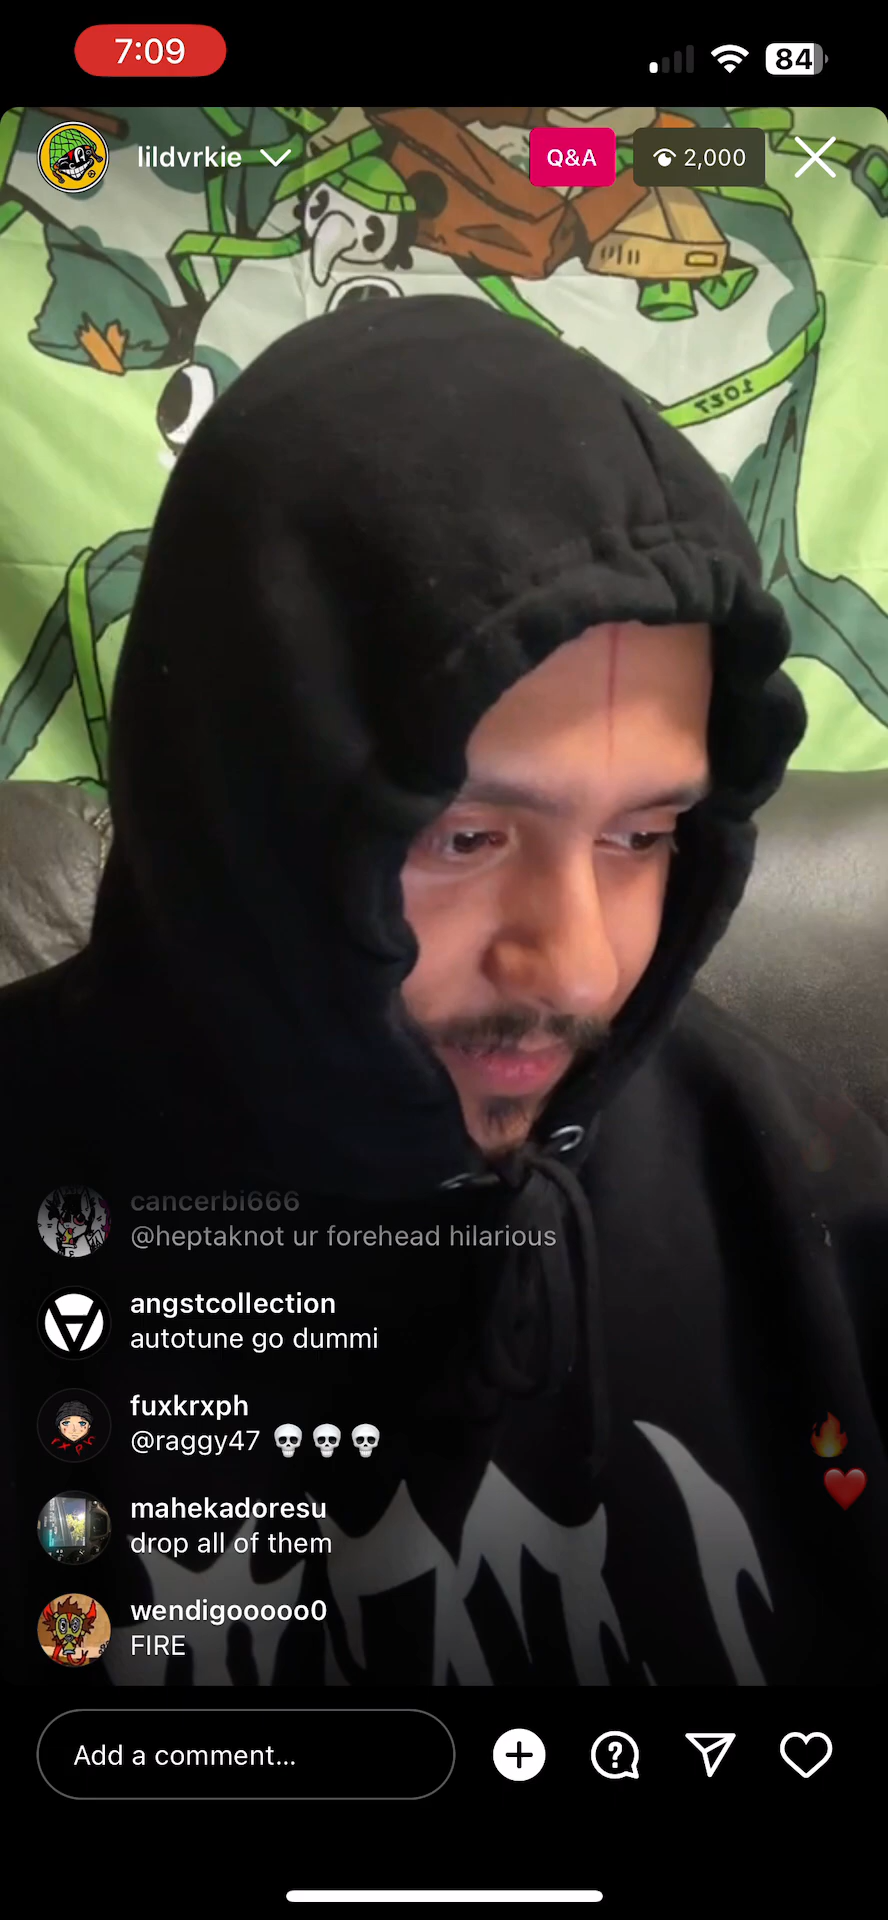 7:09
84
lildvrkie
Q&A
2,000
1027
cancerbi666
@heptaknot ur forehead hilarious
angstcollection
autotune go dummi
fuxkrxph
@raggy47 💀💀💀
mahekadoresu
drop all of them
wendigooooo0
FIRE
Add a comment...